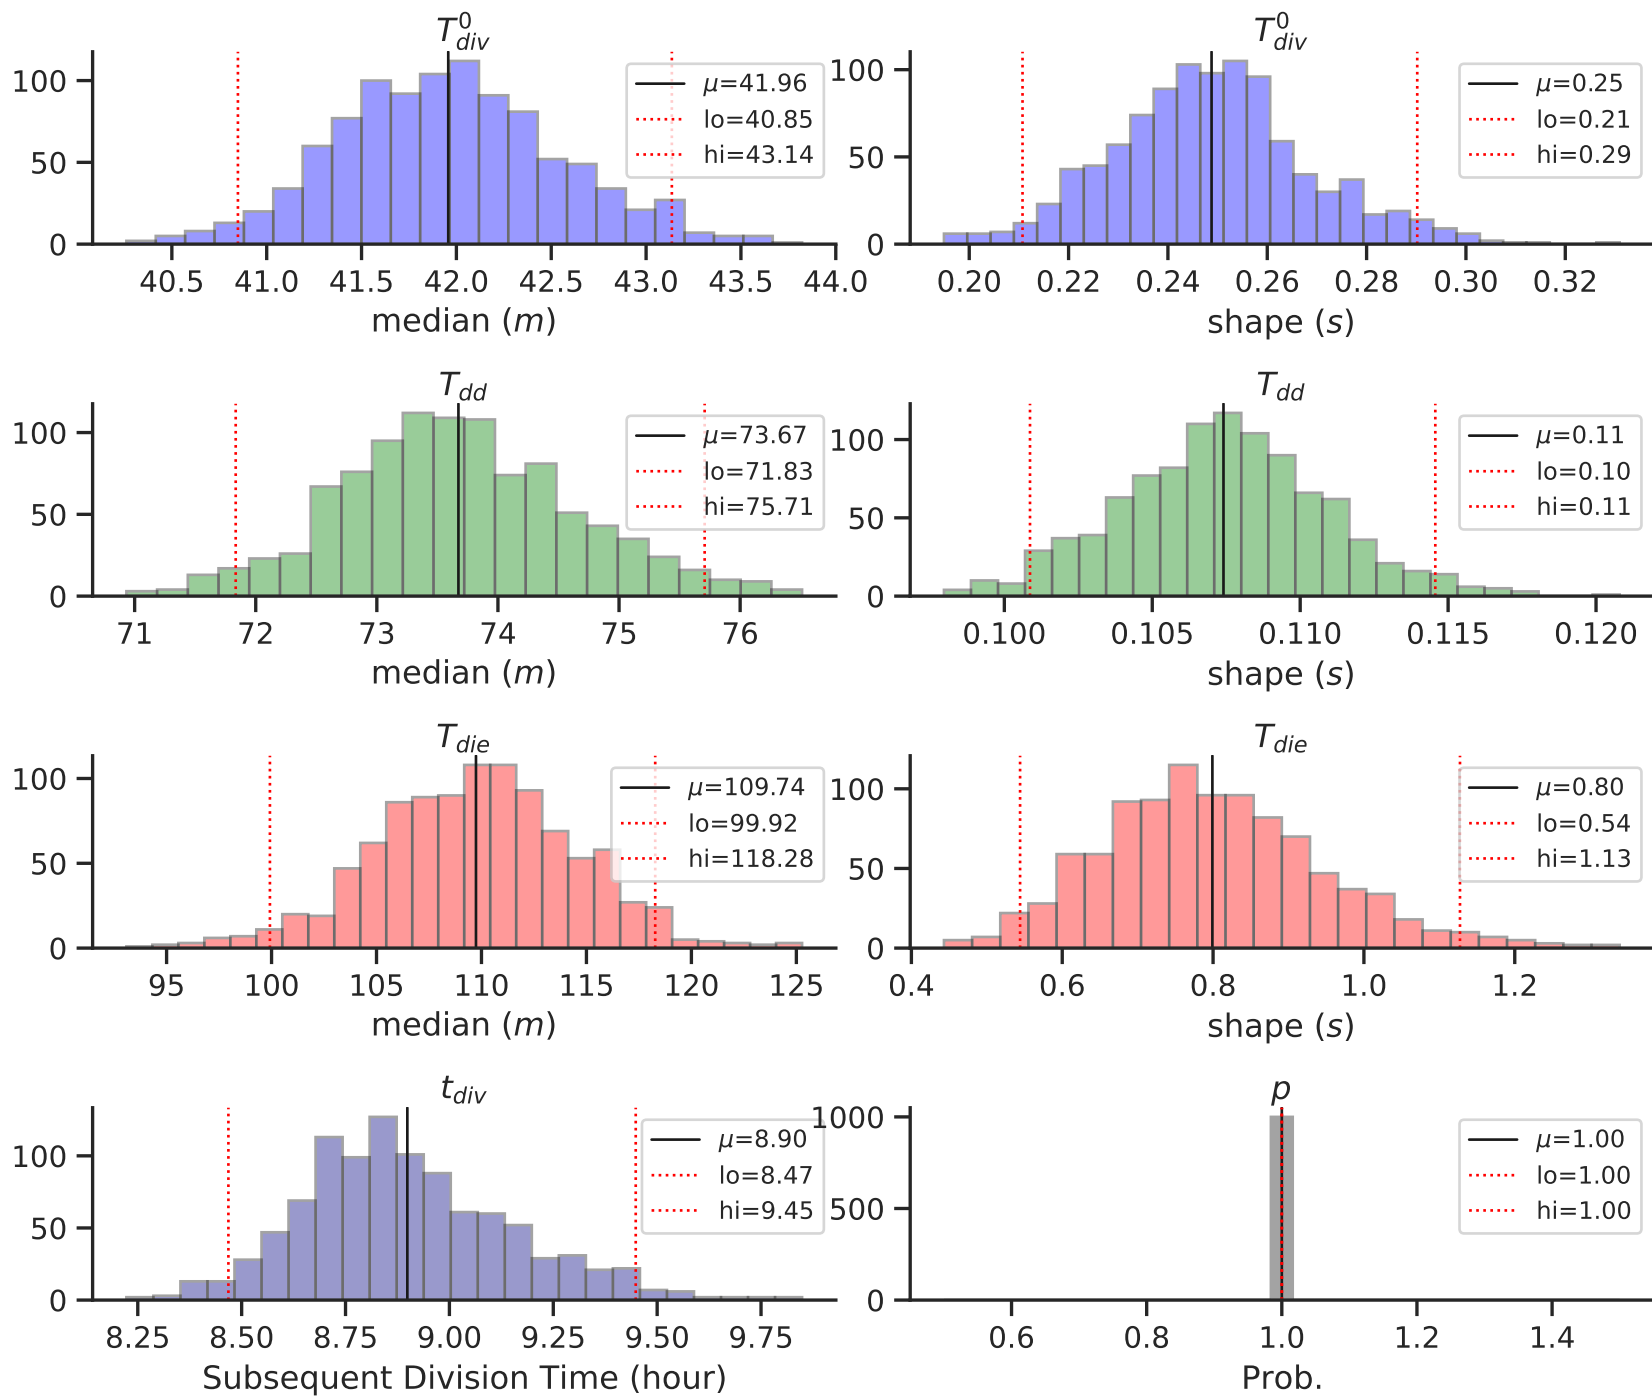 T⁰div
100
50
0
μ=41.96
lo=40.85
hi=43.14
40.5 41.0 41.5 42.0 42.5 43.0 43.5 44.0
median (m)
T⁰div
100
50
0
μ=0.25
lo=0.21
hi=0.29
0.20 0.22 0.24 0.26 0.28 0.30 0.32
shape (s)
Tdd
100
50
0
μ=73.67
lo=71.83
hi=75.71
71 72 73 74 75 76
median (m)
Tdd
100
50
0
μ=0.11
lo=0.10
hi=0.11
0.100 0.105 0.110 0.115 0.120
shape (s)
Tdie
100
50
0
μ=109.74
lo=99.92
hi=118.28
95 100 105 110 115 120 125
median (m)
Tdie
100
50
0
μ=0.80
lo=0.54
hi=1.13
0.4 0.6 0.8 1.0 1.2
shape (s)
tdiv
100
50
0
μ=8.90
lo=8.47
hi=9.45
8.25 8.50 8.75 9.00 9.25 9.50 9.75
Subsequent Division Time (hour)
p
1000
500
0
μ=1.00
lo=1.00
hi=1.00
0.6 0.8 1.0 1.2 1.4
Prob.